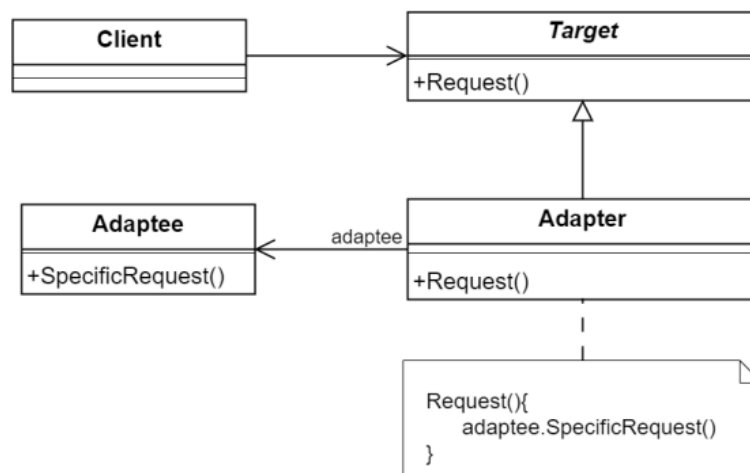 Client
Target
+Request()
Adaptee
+SpecificRequest()
adaptee
Adapter
+Request()
Request(){
adaptee.SpecificRequest()
}